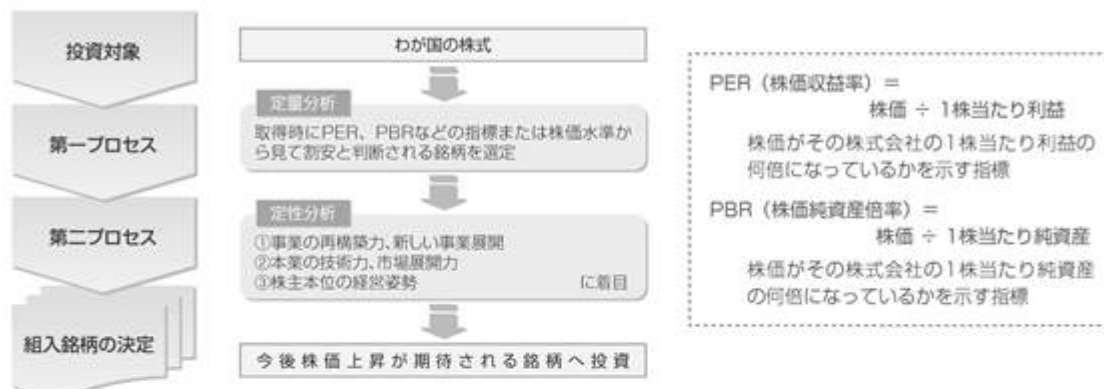 投資対象
わが国の株式
第一プロセス
定量分析
取得時にPER、PBRなどの指標または株価水準か
ら見て割安と判断される銘柄を選定
第二プロセス
定性分析
①事業の再構築力、新しい事業展開
②本業の技術力、市場展開力
③株主本位の経営姿勢 に着目
組入銘柄の決定
今後株価上昇が期待される銘柄へ投資
PER（株価収益率）＝
株価 ÷ 1株当たり利益
株価がその株式会社の1株当たり利益の
何倍になっているかを示す指標
PBR（株価純資産倍率）＝
株価 ÷ 1株当たり純資産
株価がその株式会社の1株当たり純資産
の何倍になっているかを示す指標